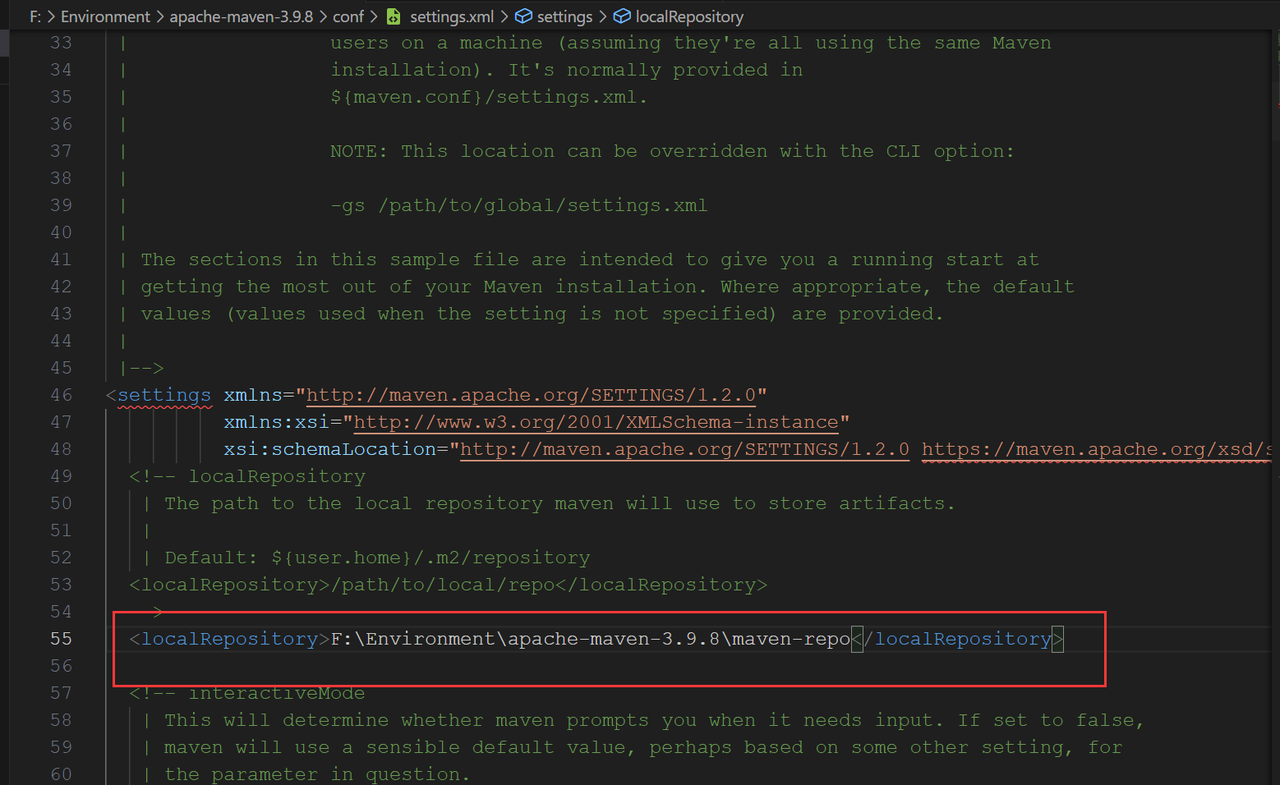 F: > Environment > apache-maven-3.9.8 > conf > settings.xml > settings > localRepository
33 | users on a machine (assuming they're all using the same Maven
34 | installation). It's normally provided in
35 | ${maven.conf}/settings.xml.
36 |
37 | NOTE: This location can be overridden with the CLI option:
38 |
39 | -gs /path/to/global/settings.xml
40 |
41 | The sections in this sample file are intended to give you a running start at
42 | getting the most out of your Maven installation. Where appropriate, the default
43 | values (values used when the setting is not specified) are provided.
44 |
45 |-->
46 <settings xmlns="http://maven.apache.org/SETTINGS/1.2.0"
47 xmlns:xsi="http://www.w3.org/2001/XMLSchema-instance"
48 xsi:schemaLocation="http://maven.apache.org/SETTINGS/1.2.0 https://maven.apache.org/xsd/s
49 <!-- localRepository
50 | The path to the local repository maven will use to store artifacts.
51 |
52 | Default: ${user.home}/.m2/repository
53 <localRepository>/path/to/local/repo</localRepository>
54 >
55 <localRepository>F:\Environment\apache-maven-3.9.8\maven-repo</localRepository>
56
57 <!-- interactiveMode
58 | This will determine whether maven prompts you when it needs input. If set to false,
59 | maven will use a sensible default value, perhaps based on some other setting, for
60 | the parameter in question.